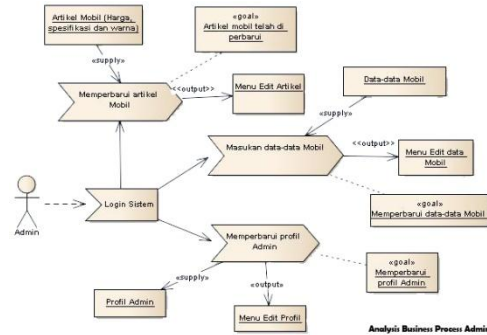 Artikel Mobil (Harga,
spesifikasi dan warna)
«goal»
Artikel mobil telah di
perbarui
«supply»
Memperbarui artikel
Mobil
<<output>>
Menu Edit Artikel
Data-data Mobil
«supply»
Masukan data-data Mobil
<<output>>
Menu Edit data
Mobil
«goal»
Memperbarui data-data Mobil
Admin
Login Sistem
Memperbarui profil
Admin
«goal»
Memperbarui
profil Admin
«supply»
Profil Admin
«output»
Menu Edit Profil
Analysis Business Process Admin